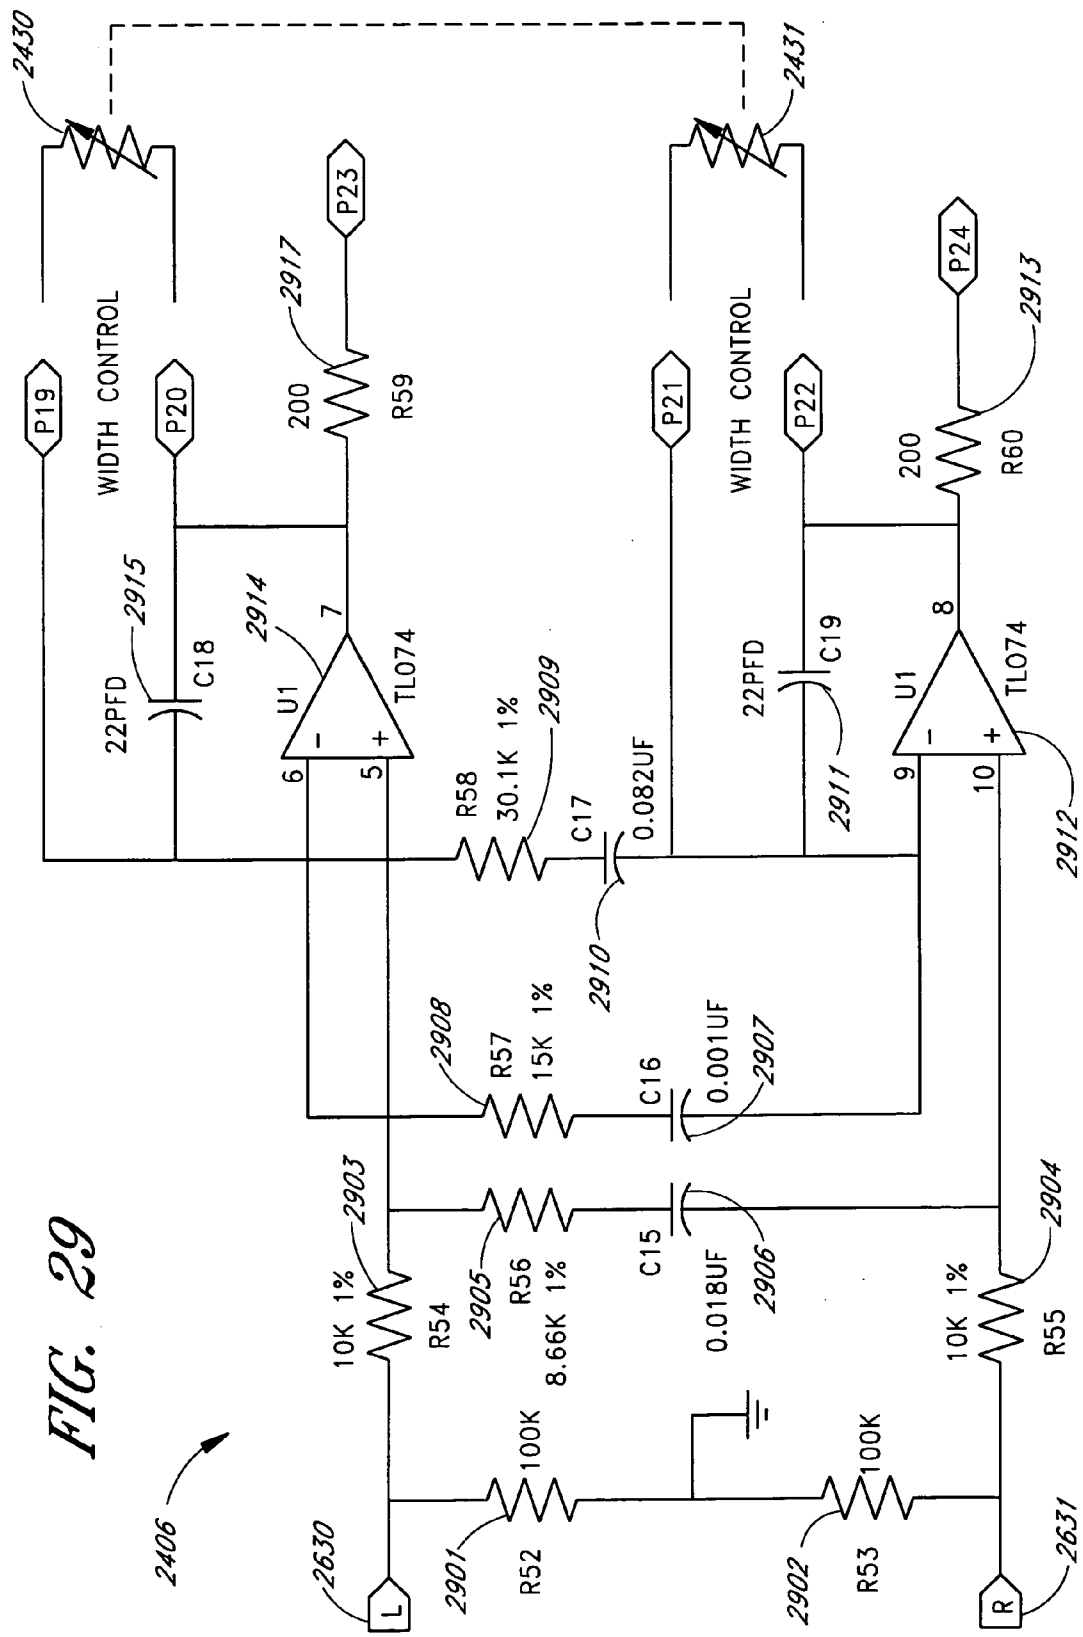 FIG. 29
2406
2630
L
2901
R52
100K
2902
R53
100K
2631
R
10K 1%
2903
R54
2905
R56
8.66K 1%
C15
0.018UF
2906
10K 1%
2904
R55
2908
R57
15K 1%
C16
0.001UF
2907
R58
30.1K 1%
2909
C17
0.082UF
2910
6
5
U1
-
+
7
TL074
2914
22PFD
2915
C18
9
10
U1
-
+
8
TL074
2912
22PFD
C19
2911
200
2917
R59
P23
200
R60
2913
P24
P19
WIDTH CONTROL
P20
2430
P21
WIDTH CONTROL
P22
2431